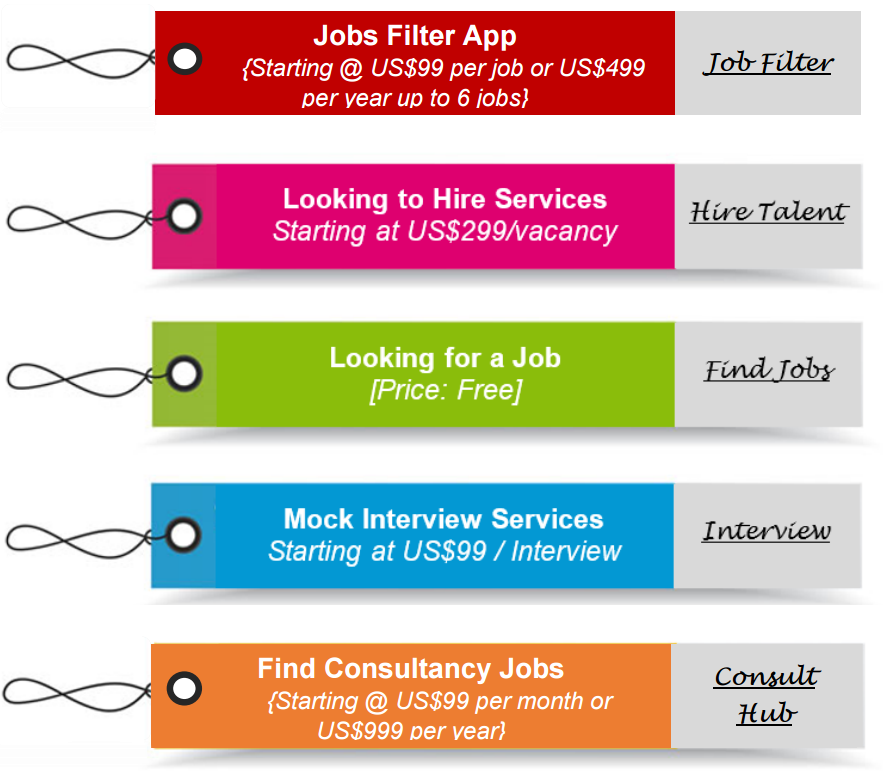 Jobs Filter App
{Starting @ US$99 per job or US$499
per year up to 6 jobs}
Job Filter
Looking to Hire Services
Starting at US$299/vacancy
Hire Talent
Looking for a Job
[Price: Free]
Find Jobs
Mock Interview Services
Starting at US$99 / Interview
Interview
Find Consultancy Jobs
{Starting @ US$99 per month or
US$999 per year}
Consult
Hub